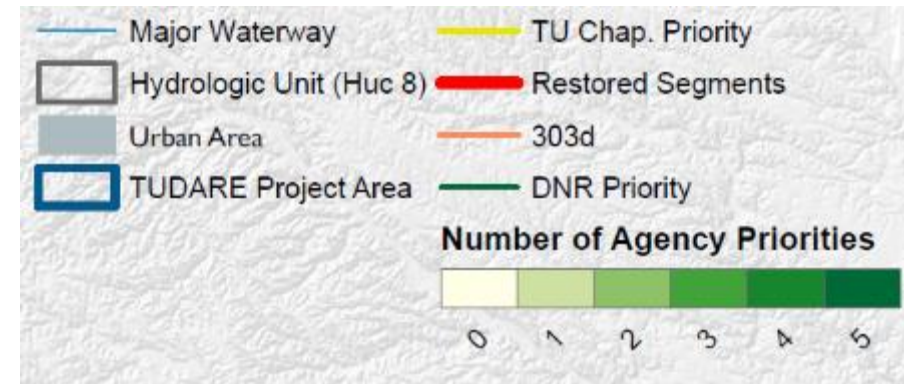 Major Waterway
Hydrologic Unit (Huc 8)
Urban Area
TUDARE Project Area
TU Chap. Priority
Restored Segments
303d
DNR Priority
Number of Agency Priorities
0 1 2 3 4 5